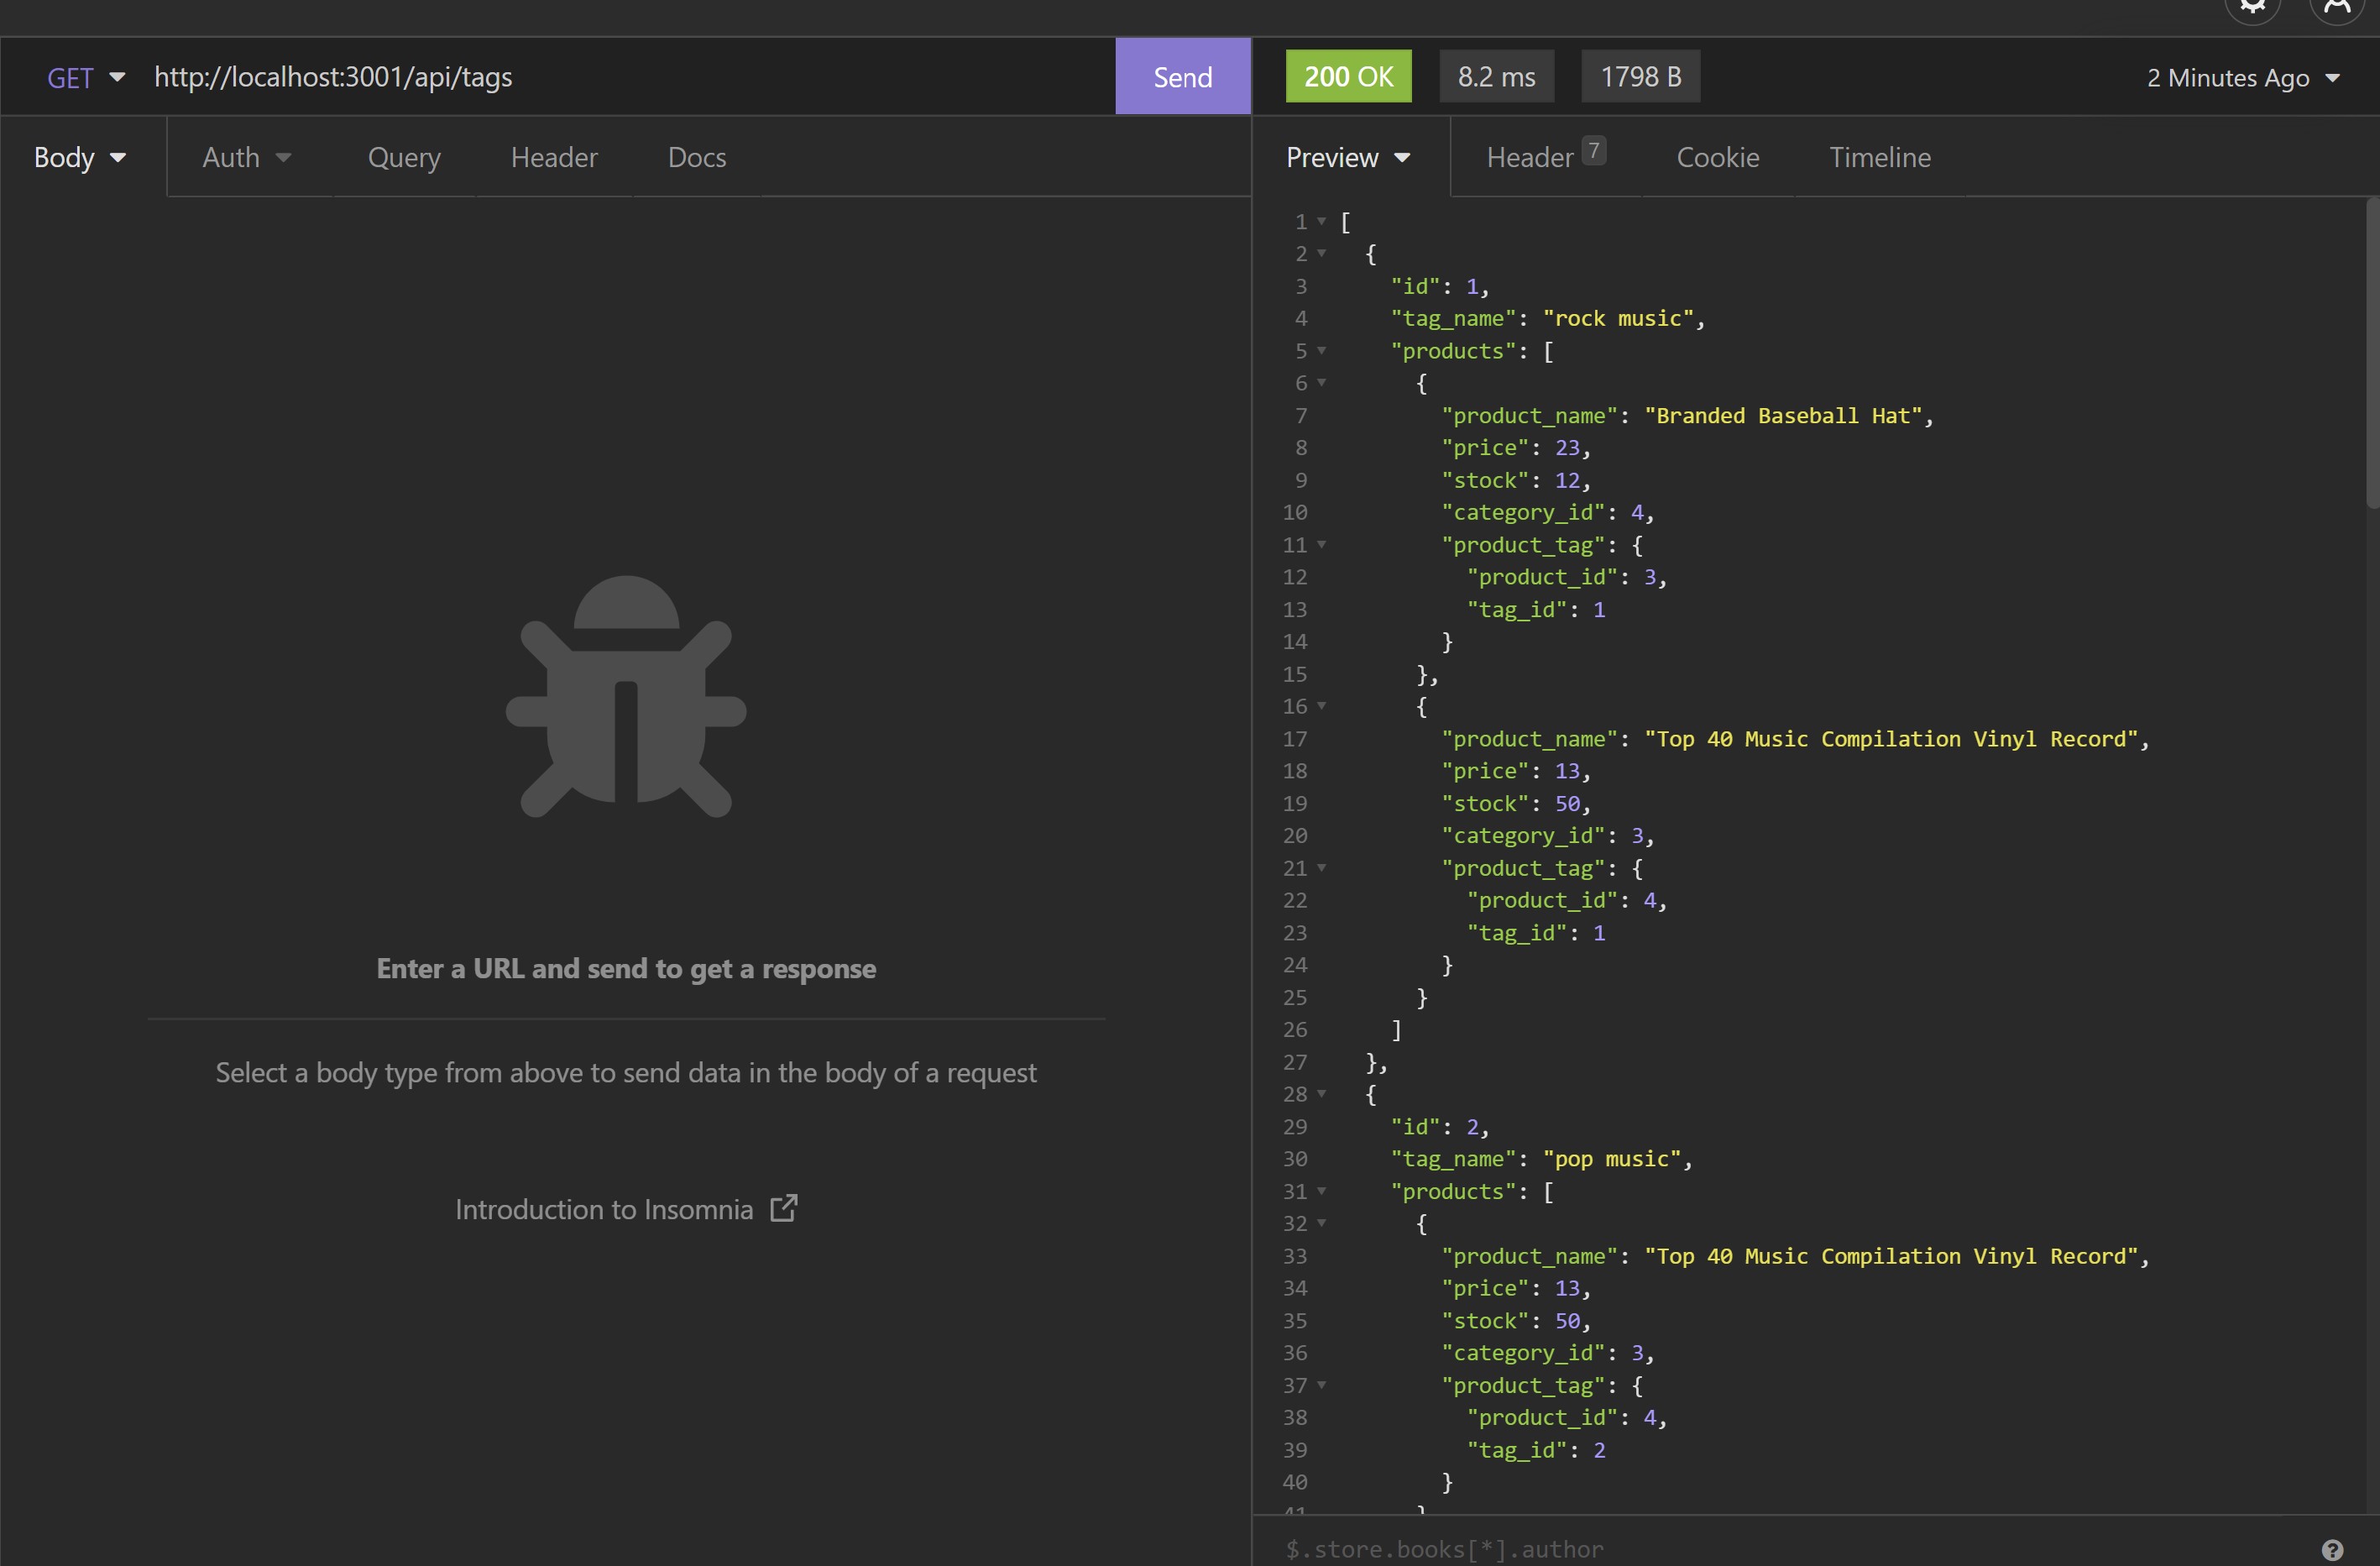 GET http://localhost:3001/api/tags Send 200 OK 8.2 ms 1798 B 2 Minutes Ago
Body Auth Query Header Docs
Enter a URL and send to get a response
Select a body type from above to send data in the body of a request
Introduction to Insomnia
Preview Header 7 Cookie Timeline
1 [
2 {
3 "id": 1,
4 "tag_name": "rock music",
5 "products": [
6 {
7 "product_name": "Branded Baseball Hat",
8 "price": 23,
9 "stock": 12,
10 "category_id": 4,
11 "product_tag": {
12 "product_id": 3,
13 "tag_id": 1
14 }
15 },
16 {
17 "product_name": "Top 40 Music Compilation Vinyl Record",
18 "price": 13,
19 "stock": 50,
20 "category_id": 3,
21 "product_tag": {
22 "product_id": 4,
23 "tag_id": 1
24 }
25 }
26 ]
27 },
28 {
29 "id": 2,
30 "tag_name": "pop music",
31 "products": [
32 {
33 "product_name": "Top 40 Music Compilation Vinyl Record",
34 "price": 13,
35 "stock": 50,
36 "category_id": 3,
37 "product_tag": {
38 "product_id": 4,
39 "tag_id": 2
40 }
41 }
$.store.books[*].author